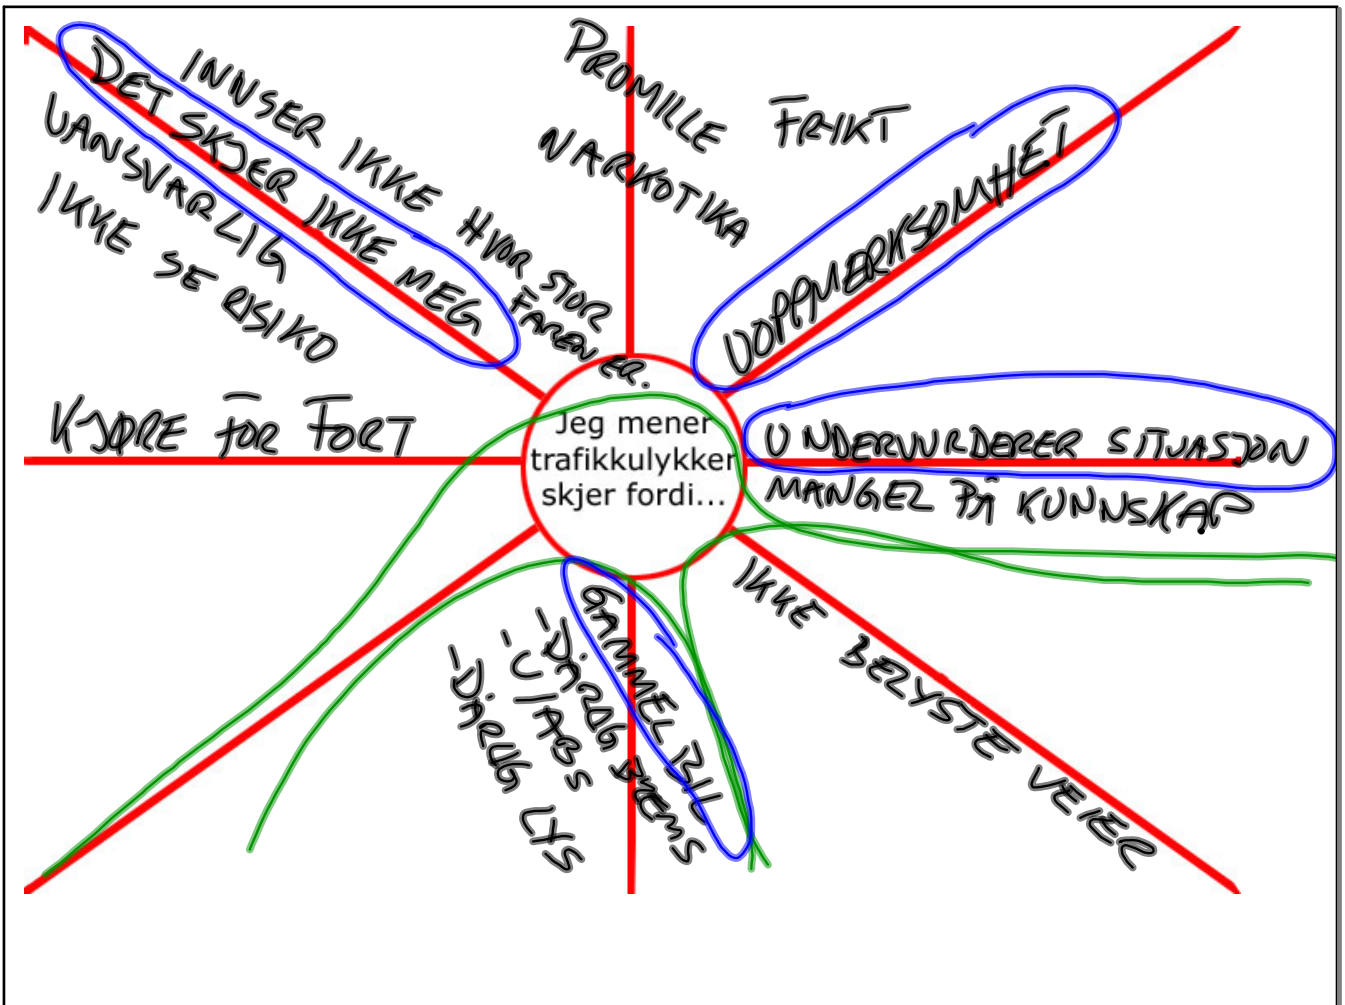 INNSER IKKE HVOR STOR
FAREN ER.
DET SKJER IKKE MEG
UANSVARLIG
IKKE SE RISIKO
PROMILLE
NARKOTIKA
FRIKT
UOPPMERKSOMHET
KJØRE FOR FORT
Jeg mener
trafikkulykker
skjer fordi...
UNDERVURDERER SITUASJON
MANGEL PÅ KUNNSKAP
IKKE BELYSTE VEIER
GAMMEL BIL
-DÅRLIG BREMS
-U/ABS
-DÅRLIG LYS